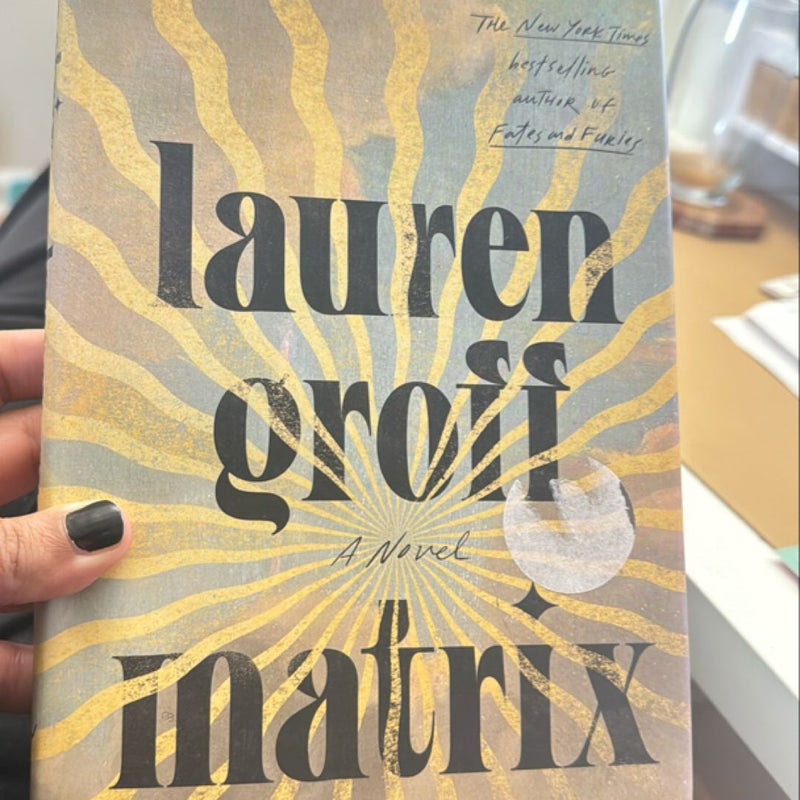 The New York Times
bestselling
author of
Fates and Furies
lauren
groff
A Novel
matrix